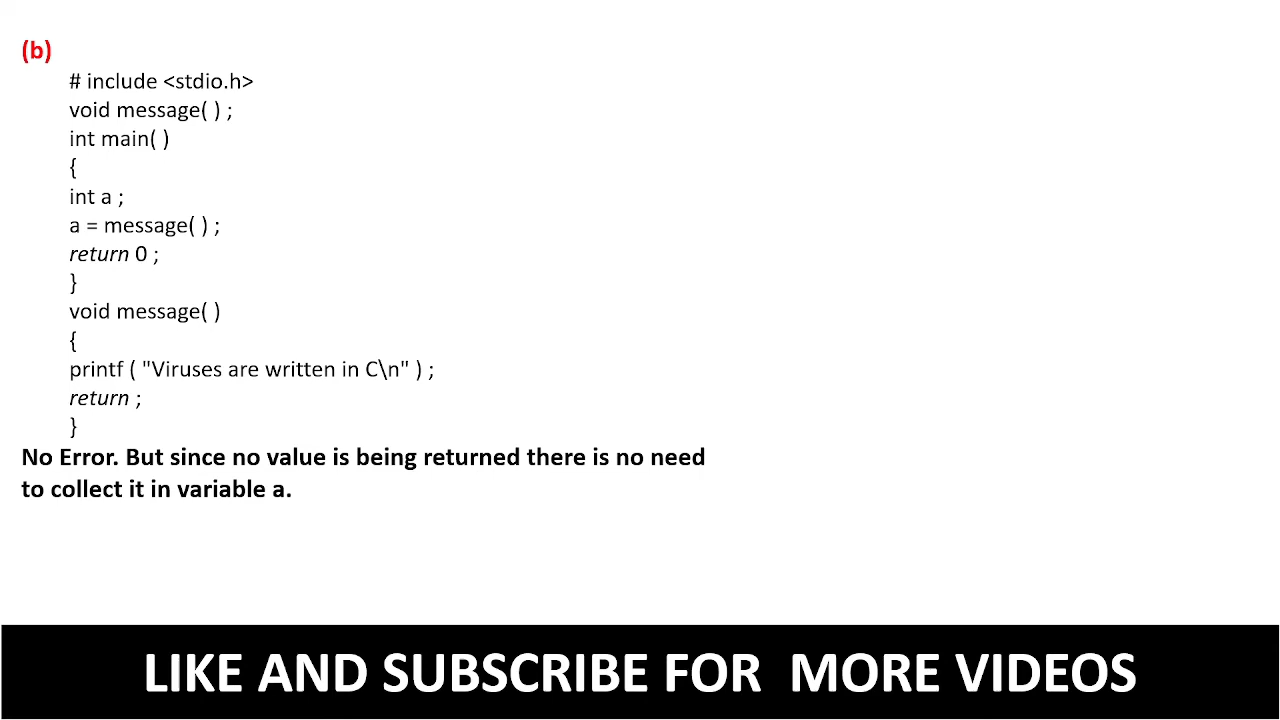 (b)
# include <stdio.h>
void message( ) ;
int main( )
{
int a ;
a = message( ) ;
return 0 ;
}
void message( )
{
printf ( "Viruses are written in C\n" ) ;
return ;
}
No Error. But since no value is being returned there is no need
to collect it in variable a.
LIKE AND SUBSCRIBE FOR MORE VIDEOS